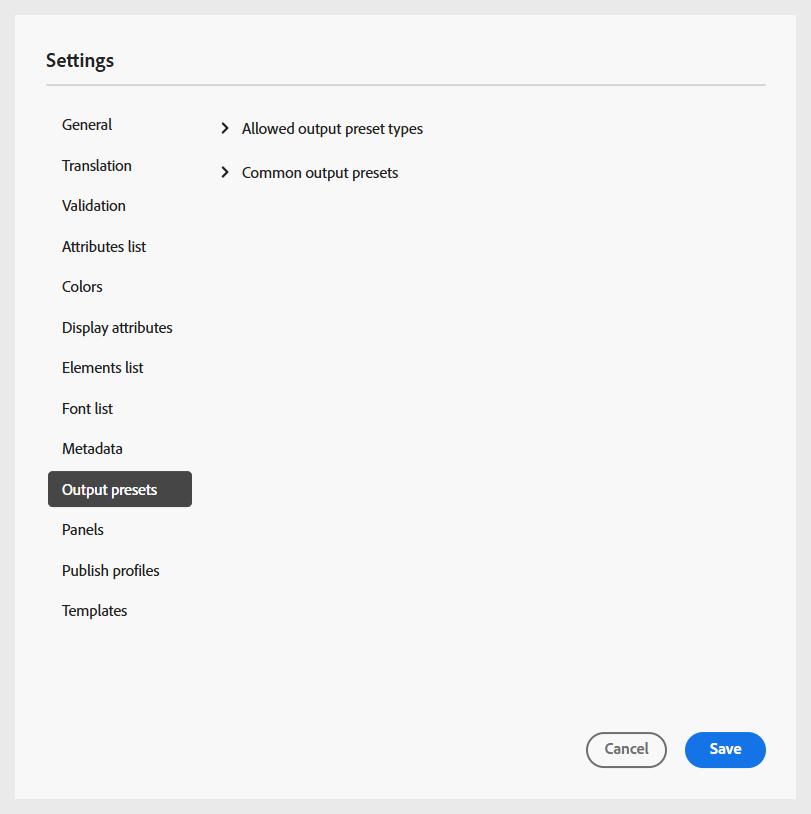 Settings
General
Translation
Validation
Attributes list
Colors
Display attributes
Elements list
Font list
Metadata
Output presets
Panels
Publish profiles
Templates
Allowed output preset types
Common output presets
Cancel
Save